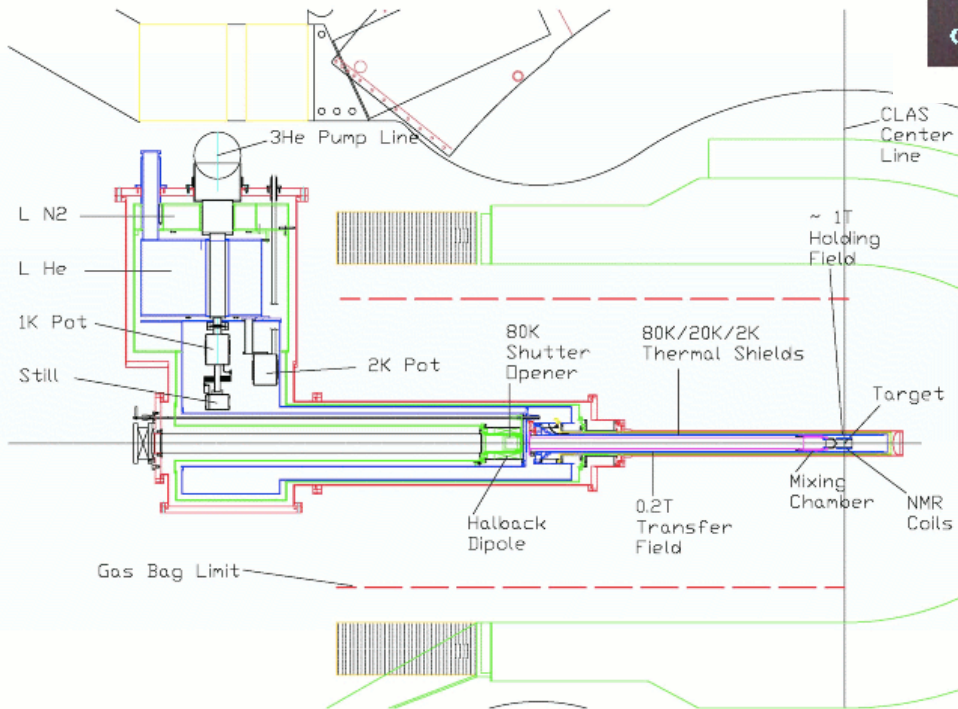 3He Pump Line
CLAS
Center
Line
L N2
~ 1T
Holding
Field
L He
1K Pot
80K
Shutter
Opener
80K/20K/2K
Thermal Shields
2K Pot
Still
Target
Mixing
Chamber
NMR
Coils
Halback
Dipole
0.2T
Transfer
Field
Gas Bag Limit